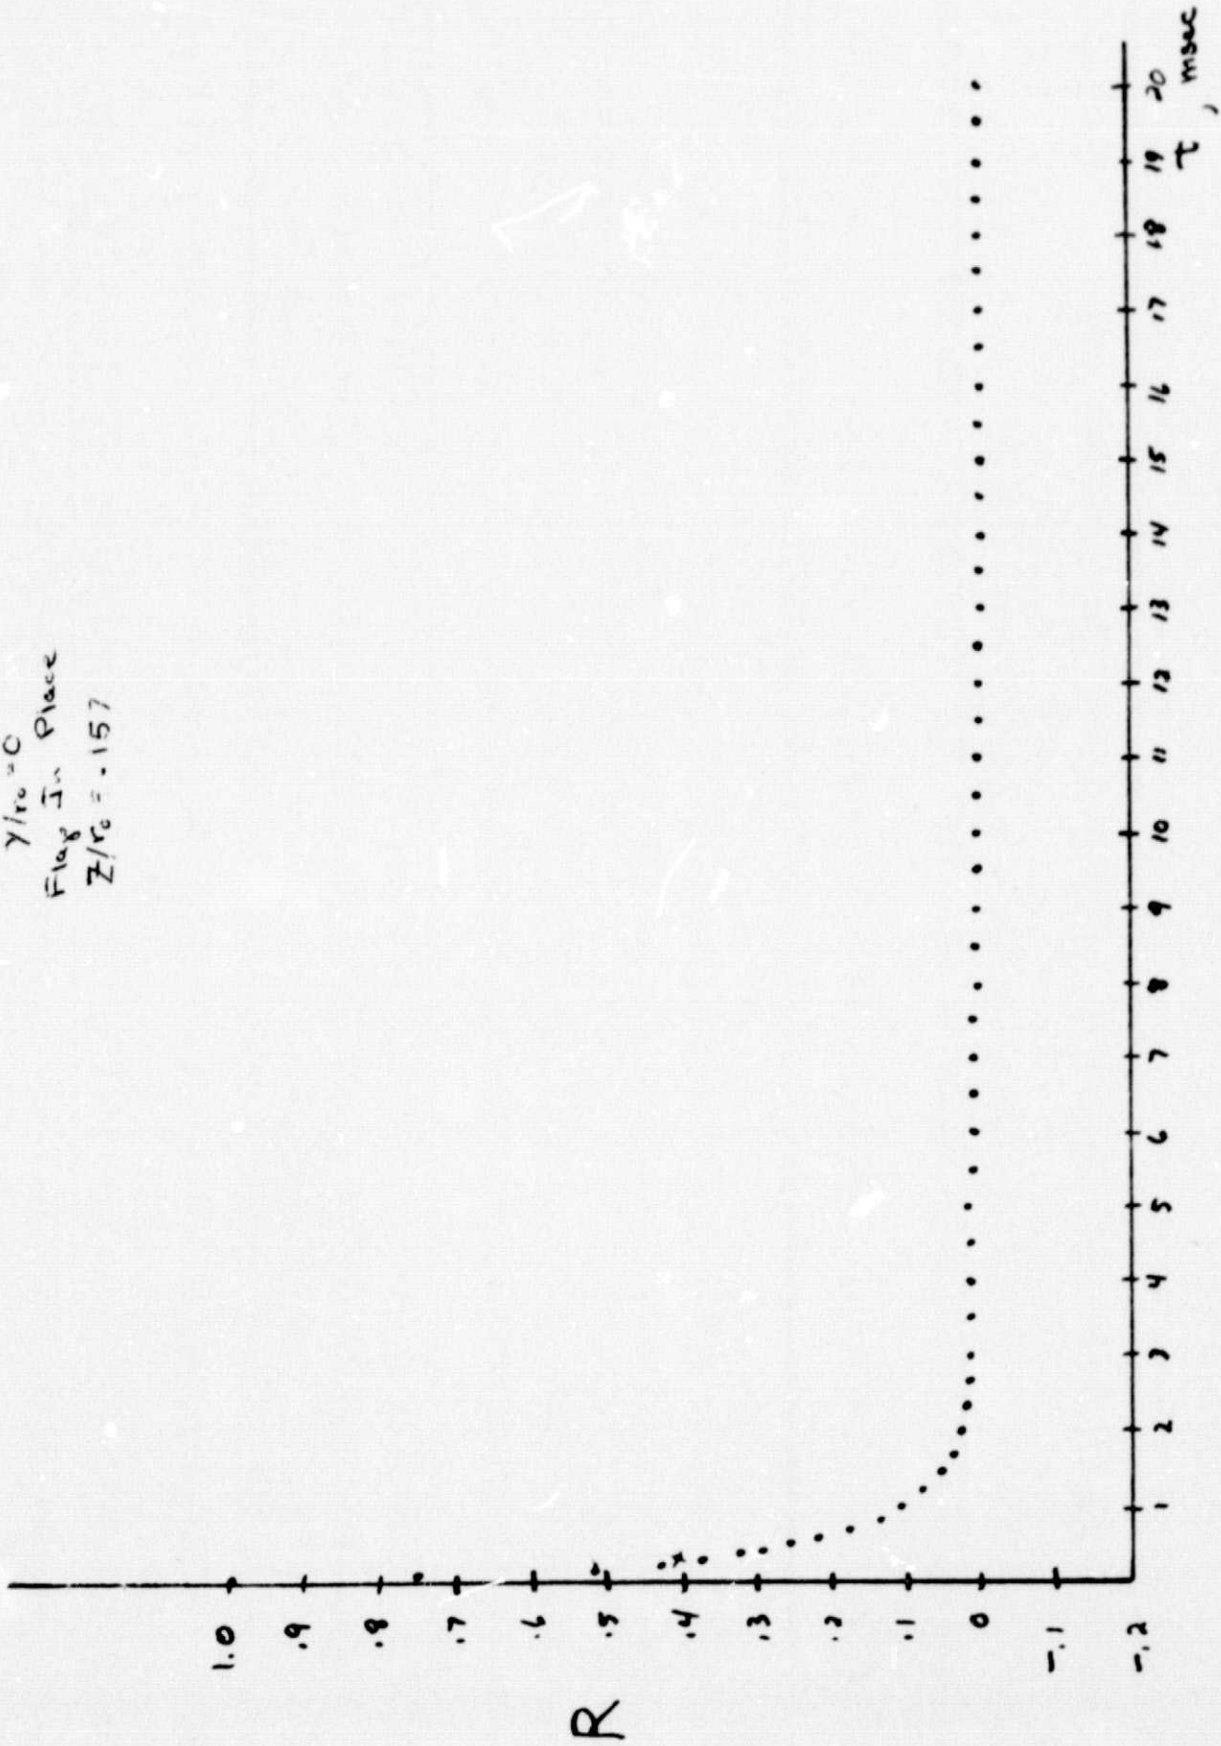 Y/r₀ = 0
Flag In Place
Z/r₀ = .157
R
1.0
.9
.8
.7
.6
.5
.4
.3
.2
.1
0
-.1
-.2
1 2 3 4 5 6 7 8 9 10 11 12 13 14 15 16 17 18 19 20
τ, msec